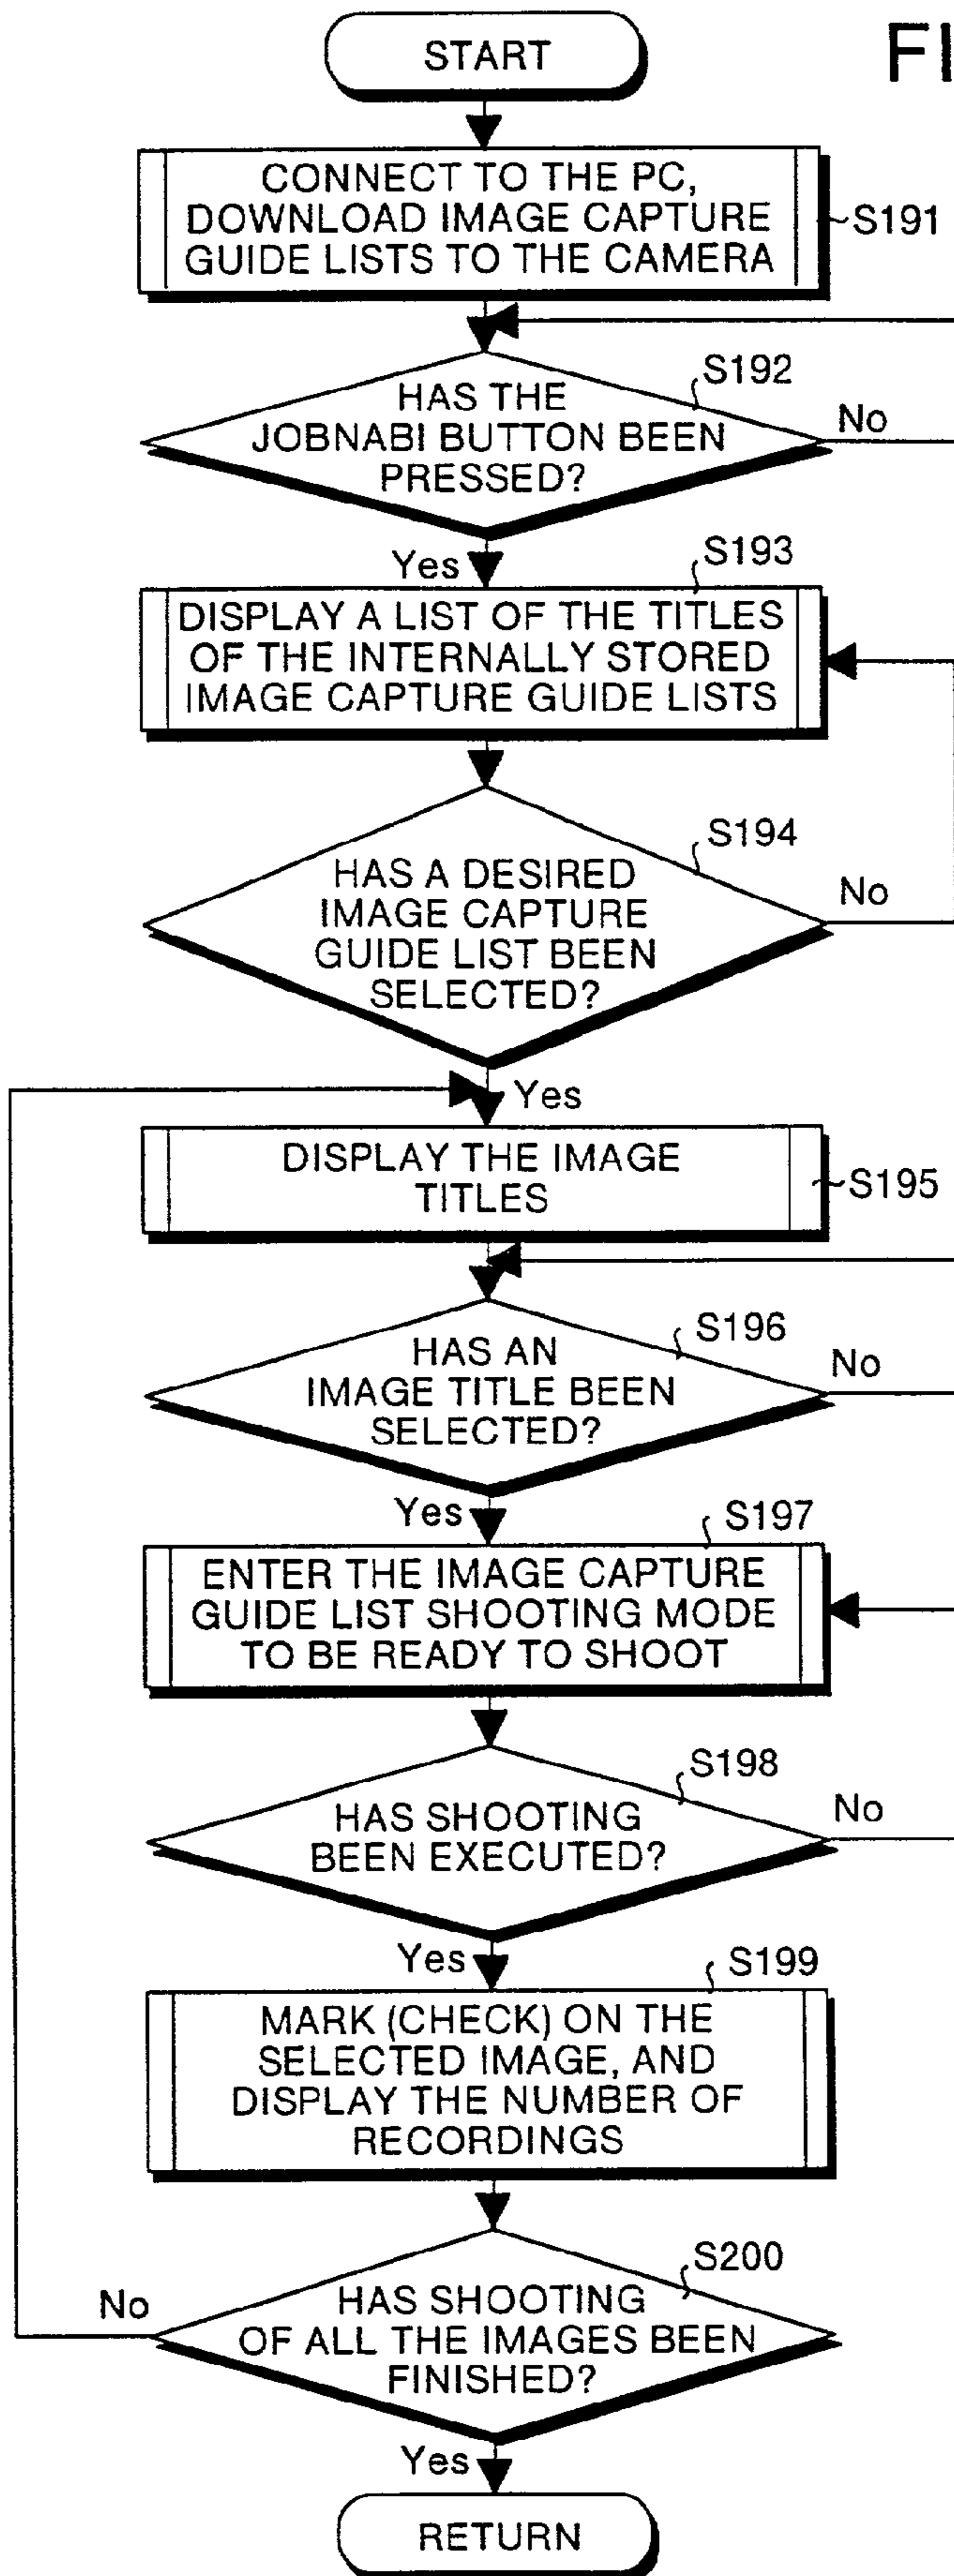 FI
START
CONNECT TO THE PC,
DOWNLOAD IMAGE CAPTURE
GUIDE LISTS TO THE CAMERA
S191
S192
HAS THE
JOBNABI BUTTON BEEN
PRESSED?
No
Yes
S193
DISPLAY A LIST OF THE TITLES
OF THE INTERNALLY STORED
IMAGE CAPTURE GUIDE LISTS
S194
HAS A DESIRED
IMAGE CAPTURE
GUIDE LIST BEEN
SELECTED?
No
Yes
DISPLAY THE IMAGE
TITLES
S195
S196
HAS AN
IMAGE TITLE BEEN
SELECTED?
No
Yes
S197
ENTER THE IMAGE CAPTURE
GUIDE LIST SHOOTING MODE
TO BE READY TO SHOOT
S198
HAS SHOOTING
BEEN EXECUTED?
No
Yes
S199
MARK (CHECK) ON THE
SELECTED IMAGE, AND
DISPLAY THE NUMBER OF
RECORDINGS
S200
HAS SHOOTING
OF ALL THE IMAGES BEEN
FINISHED?
No
Yes
RETURN